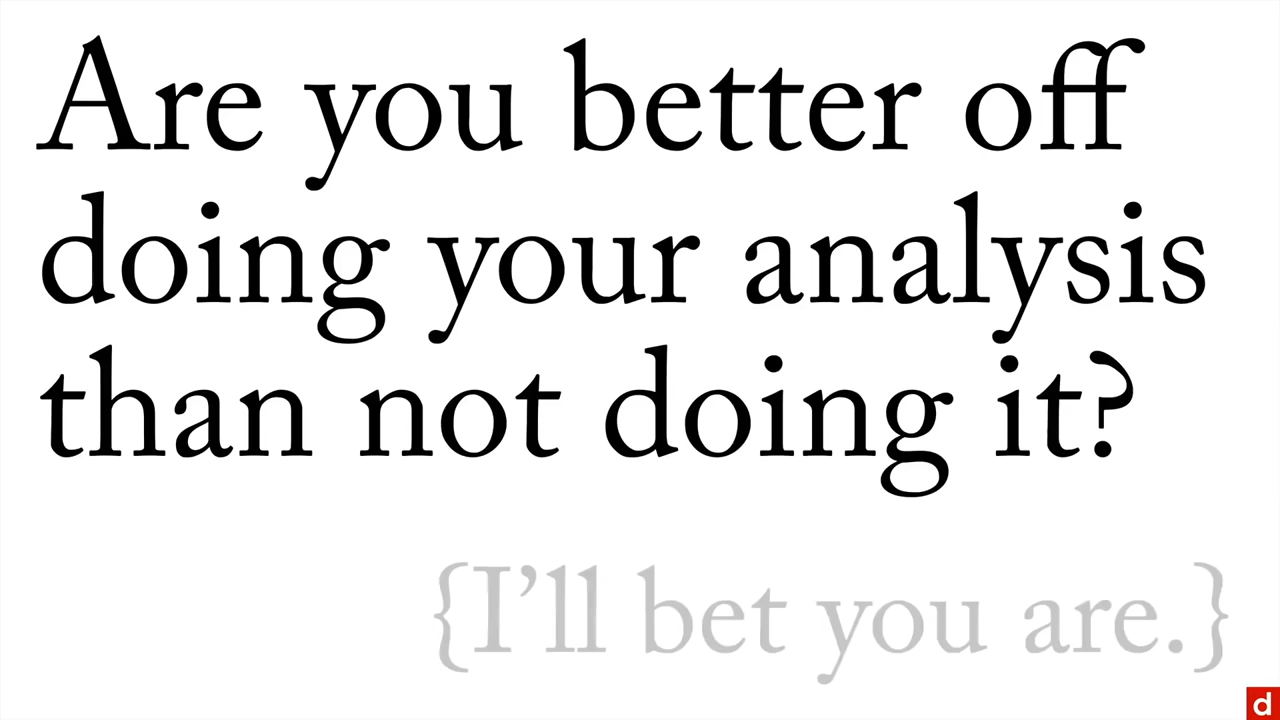 Are you better off
doing your analysis
than not doing it?
{I’ll bet you are.}
d